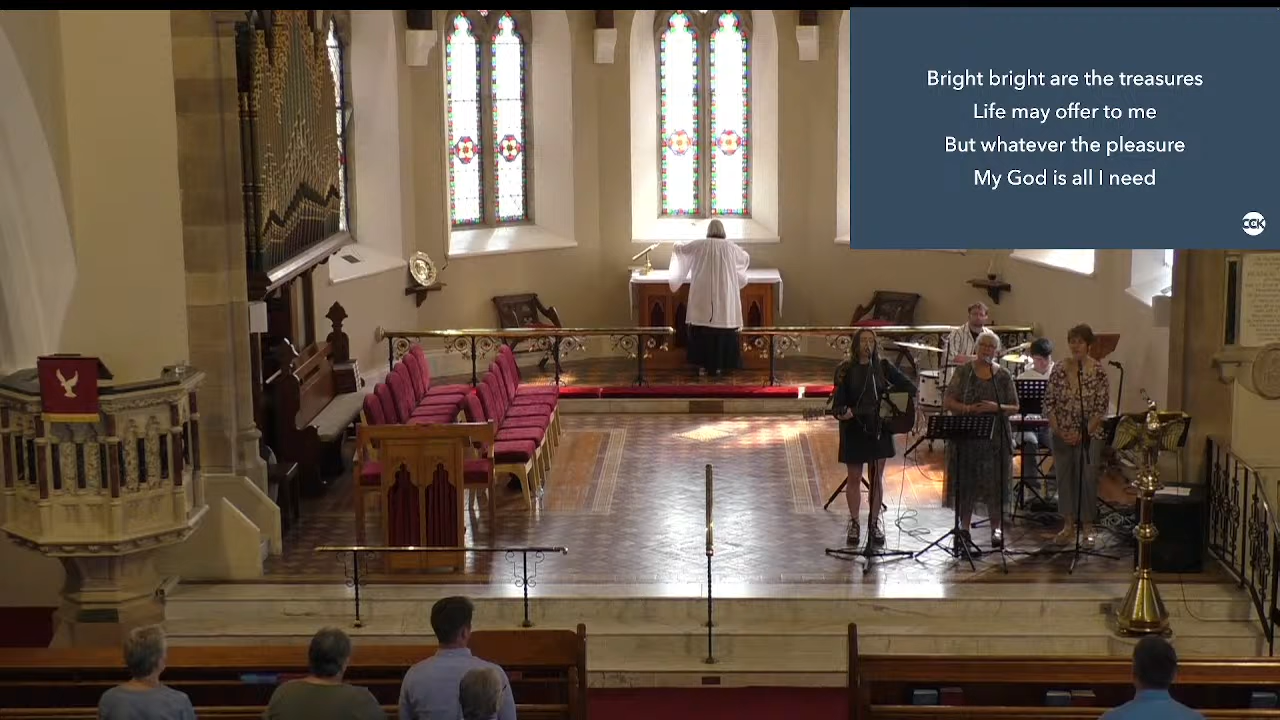 Bright bright are the treasures
Life may offer to me
But whatever the pleasure
My God is all I need
CCK